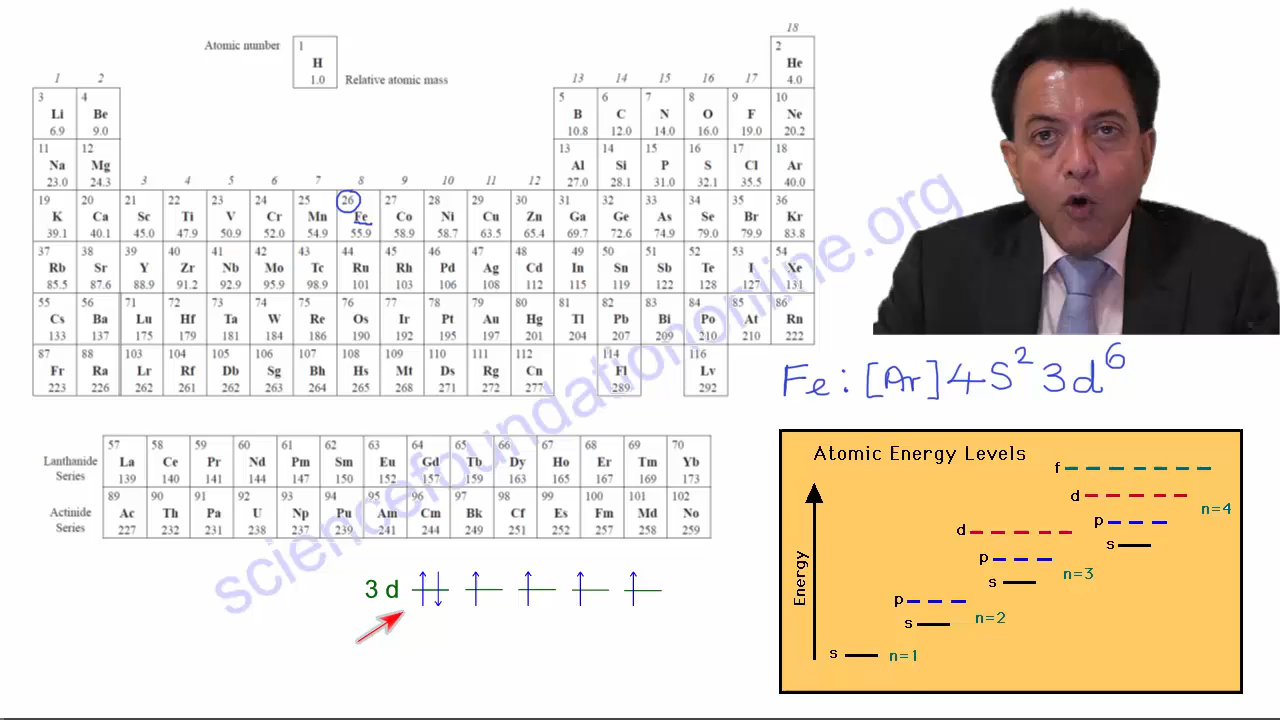 18
Atomic number 1 2
H He
1.0 Relative atomic mass 4.0
1 2 13 14 15 16 17
3 4 5 6 7 8 9 10
Li Be B C N O F Ne
6.9 9.0 10.8 12.0 14.0 16.0 19.0 20.2
11 12 13 14 15 16 17 18
Na Mg Al Si P S Cl Ar
23.0 24.3 3 4 5 6 7 8 9 10 11 12 27.0 28.1 31.0 32.1 35.5 40.0
19 20 21 22 23 24 25 26 27 28 29 30 31 32 33 34 35 36
K Ca Sc Ti V Cr Mn Fe Co Ni Cu Zn Ga Ge As Se Br Kr
39.1 40.1 45.0 47.9 50.9 52.0 54.9 55.9 58.9 58.7 63.5 65.4 69.7 72.6 74.9 79.0 79.9 83.8
37 38 39 40 41 42 43 44 45 46 47 48 49 50 51 52 53 54
Rb Sr Y Zr Nb Mo Tc Ru Rh Pd Ag Cd In Sn Sb Te I Xe
85.5 87.6 88.9 91.2 92.9 95.9 98.9 101 103 106 108 112 115 119 122 128 127 131
55 56 71 72 73 74 75 76 77 78 79 80 81 82 83 84 85 86
Cs Ba Lu Hf Ta W Re Os Ir Pt Au Hg Tl Pb Bi Po At Rn
133 137 175 179 181 184 186 190 192 195 197 201 204 207 209 210 210 222
87 88 103 104 105 106 107 108 109 110 111 112 114 116
Fr Ra Lr Rf Db Sg Bh Hs Mt Ds Rg Cn Fl Lv
223 226 262 261 262 263 264 265 268 271 272 277 289 292
Fe : [Ar] 4S² 3d⁶
57 58 59 60 61 62 63 64 65 66 67 68 69 70
Lanthanide Series La Ce Pr Nd Pm Sm Eu Gd Tb Dy Ho Er Tm Yb
139 140 141 144 147 150 152 157 159 163 165 167 169 173
89 90 91 92 93 94 95 96 97 98 99 100 101 102
Actinide Series Ac Th Pa U Np Pu Am Cm Bk Cf Es Fm Md No
227 232 231 238 237 239 241 244 249 251 252 257 258 259
sciencefoundationonline.org
3 d
Atomic Energy Levels
f
d
n=4
p
s
d
p
n=3
s
p
n=2
s
s n=1
Energy